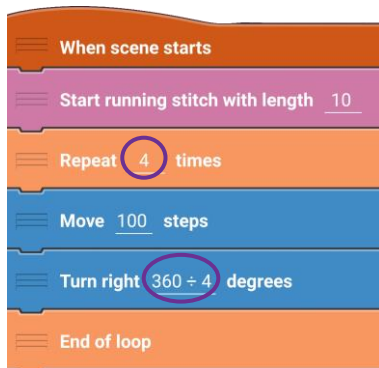 When scene starts
Start running stitch with length 10
Repeat 4 times
Move 100 steps
Turn right 360 ÷ 4 degrees
End of loop